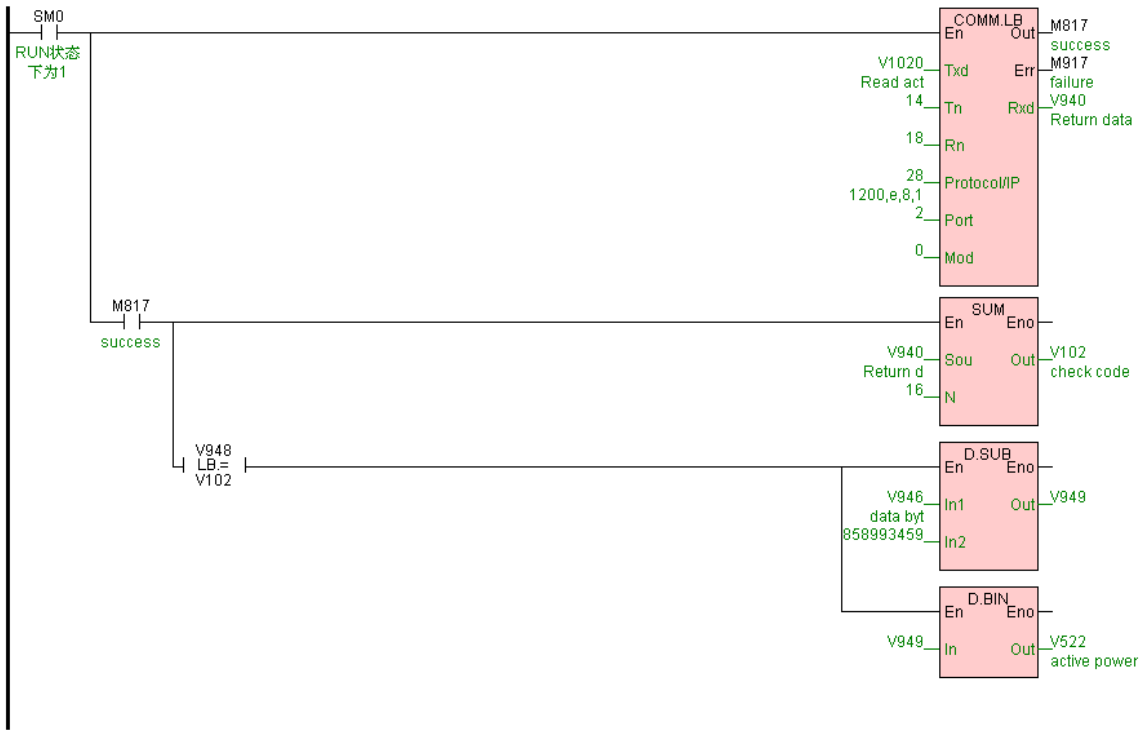 SM0
RUN状态
下为1
COMM.LB
En
Out
M817
success
V1020
Read act
Txd
Err
M917
failure
14
Tn
Rxd
V940
Return data
18
Rn
28
1200,e,8,1
Protocol/IP
2
Port
0
Mod
M817
success
SUM
En
Eno
V940
Return d
Sou
Out
V102
check code
16
N
V948
LB.=
V102
D.SUB
En
Eno
V946
data byt
In1
Out
V949
858993459
In2
D.BIN
En
Eno
V949
In
Out
V522
active power